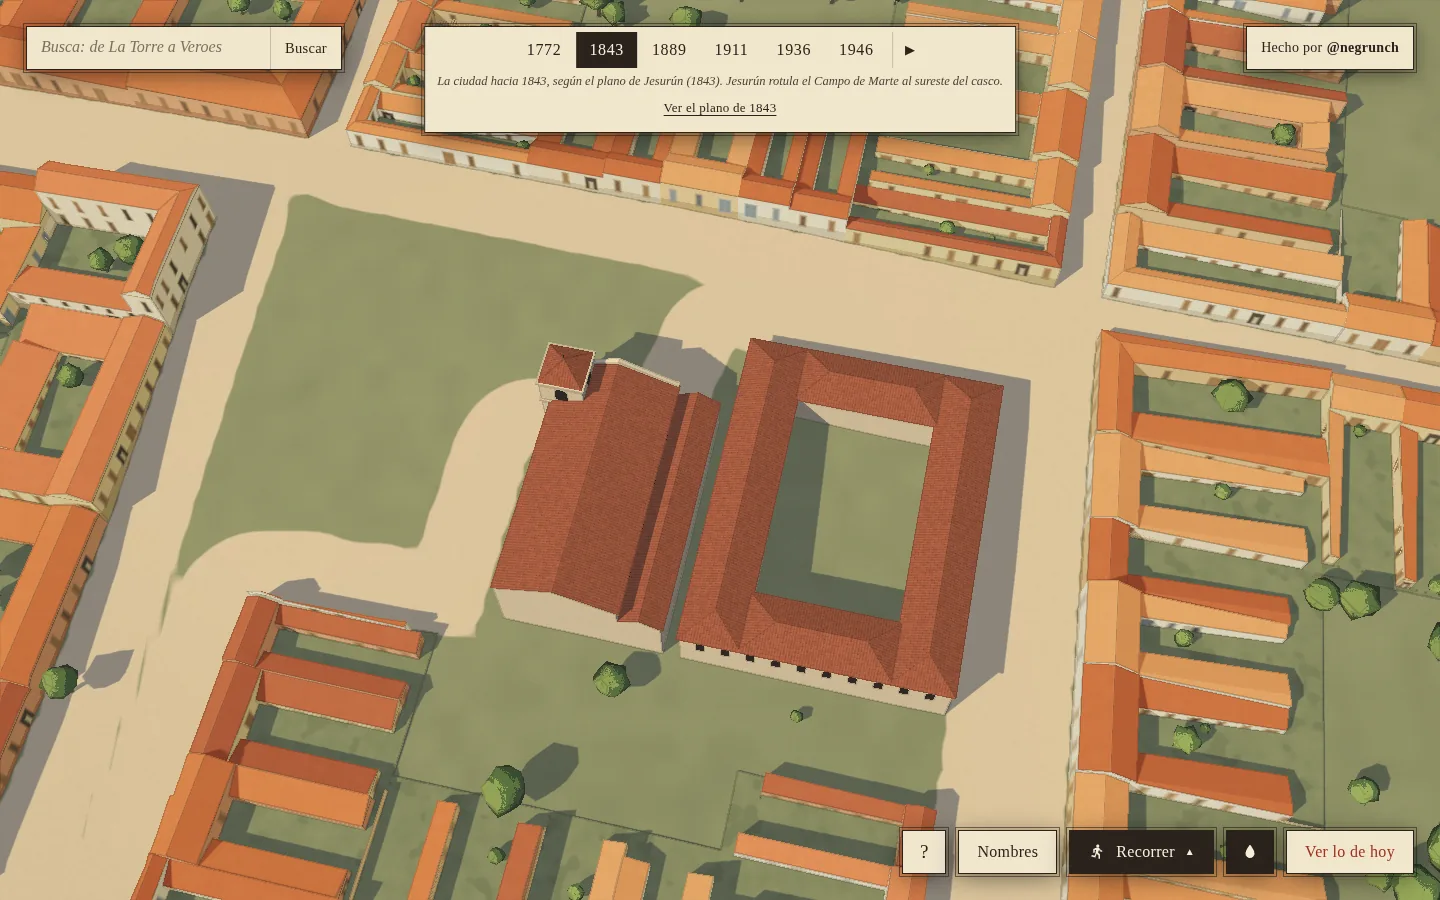 Busca: de La Torre a Veroes
Buscar
1772 1843 1889 1911 1936 1946 ▶
La ciudad hacia 1843, según el plano de Jesurún (1843). Jesurún rotula el Campo de Marte al sureste del casco.
Ver el plano de 1843
Hecho por @negrunch
? Nombres Recorrer ▲ Ver lo de hoy